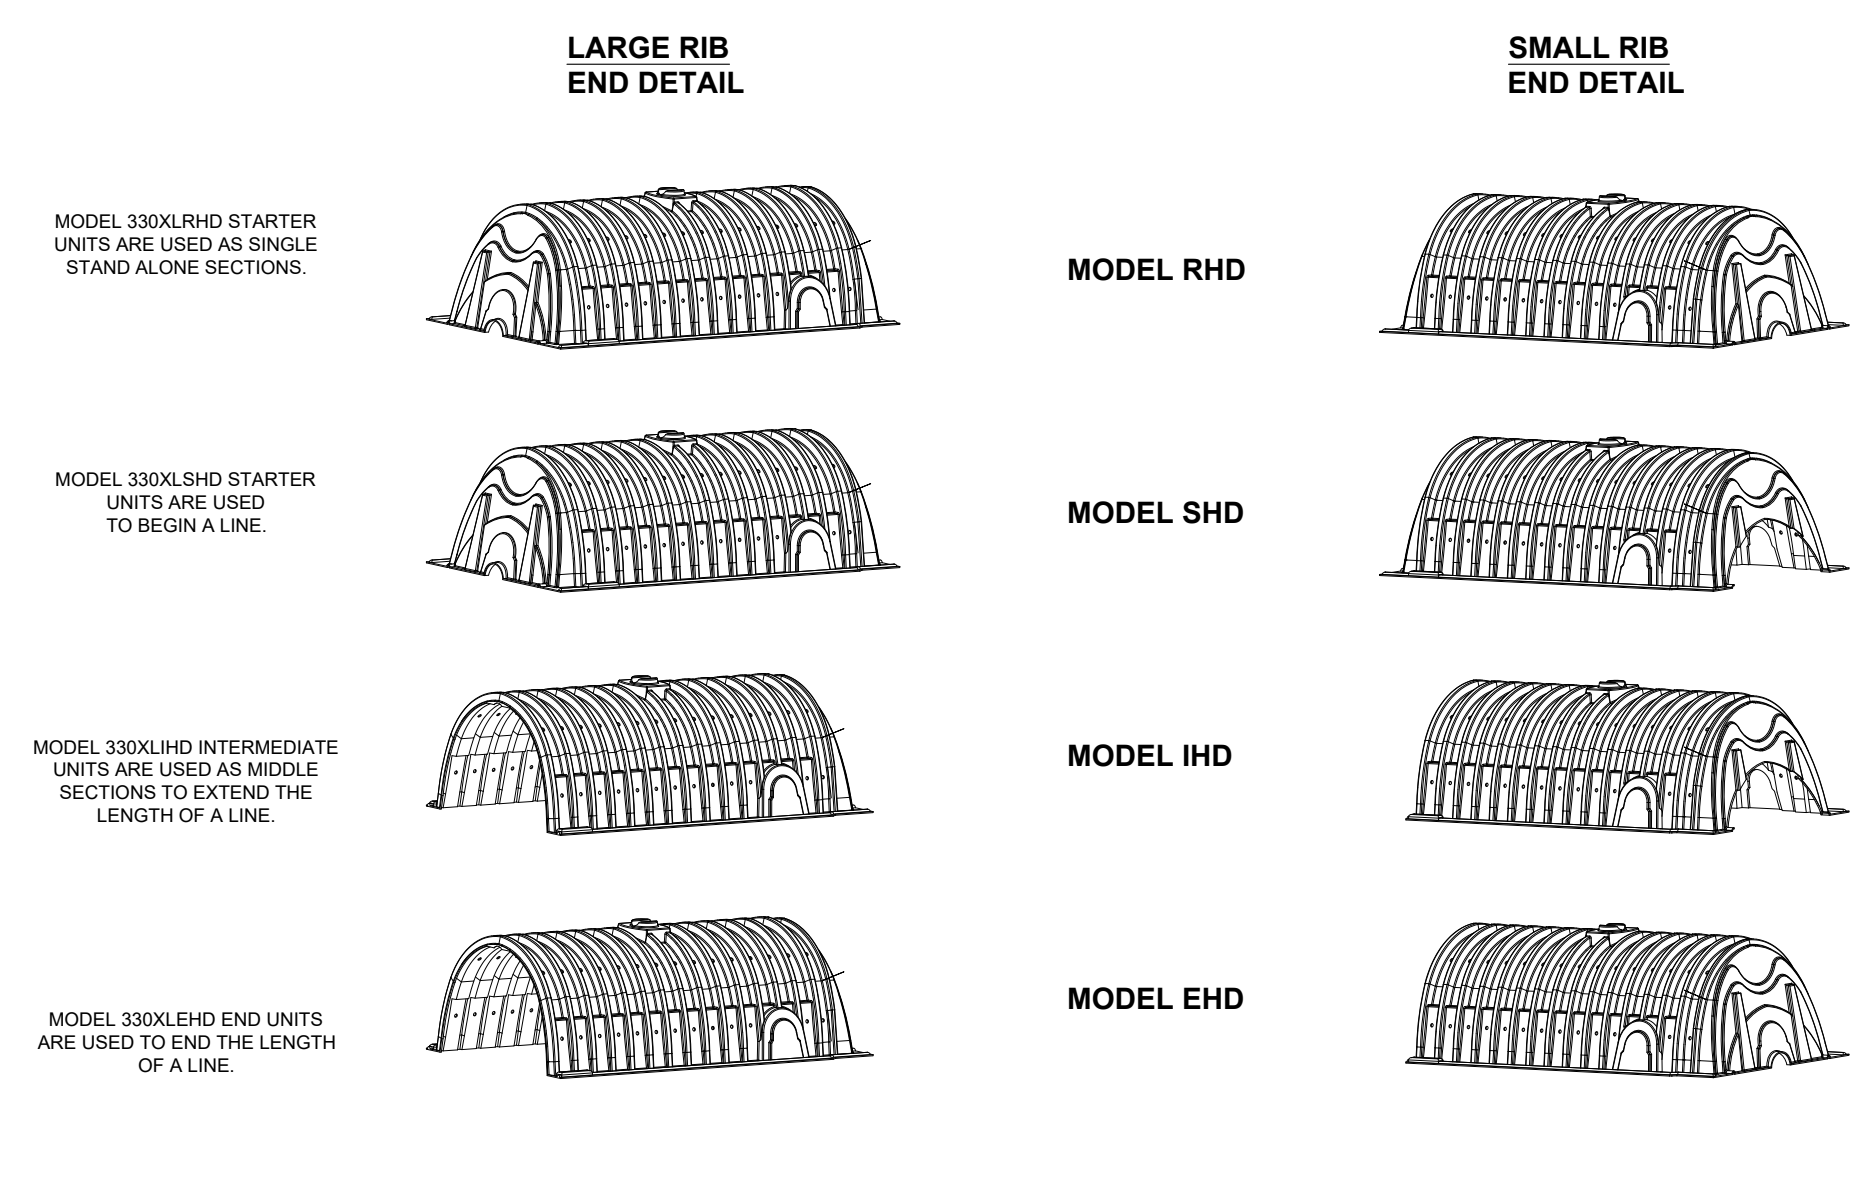 LARGE RIB
END DETAIL
SMALL RIB
END DETAIL
MODEL 330XLRHD STARTER
UNITS ARE USED AS SINGLE
STAND ALONE SECTIONS.
MODEL RHD
MODEL 330XLSHD STARTER
UNITS ARE USED
TO BEGIN A LINE.
MODEL SHD
MODEL 330XLIHD INTERMEDIATE
UNITS ARE USED AS MIDDLE
SECTIONS TO EXTEND THE
LENGTH OF A LINE.
MODEL IHD
MODEL 330XLEHD END UNITS
ARE USED TO END THE LENGTH
OF A LINE.
MODEL EHD